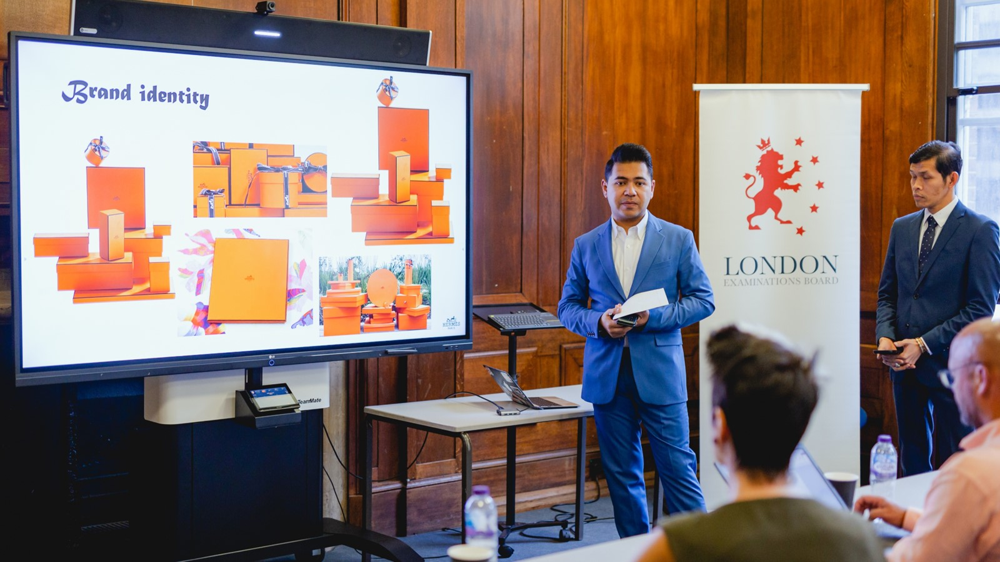 Brand identity
HERMÈS
PARIS
LG
TeamMate
LONDON
EXAMINATIONS BOARD